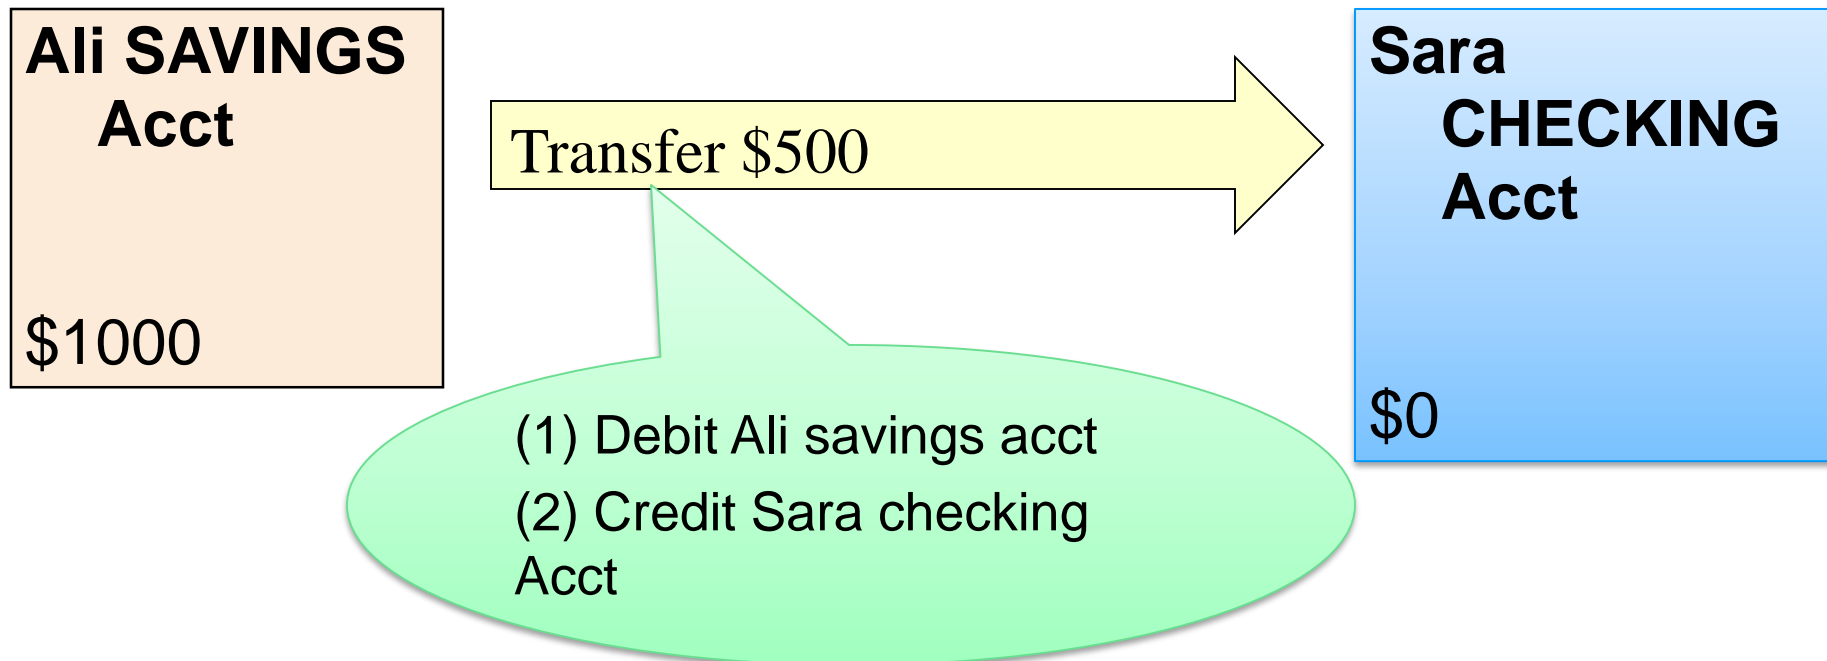 Ali SAVINGS
Acct
$1000
Transfer $500
Sara
CHECKING
Acct
$0
(1) Debit Ali savings acct
(2) Credit Sara checking
Acct